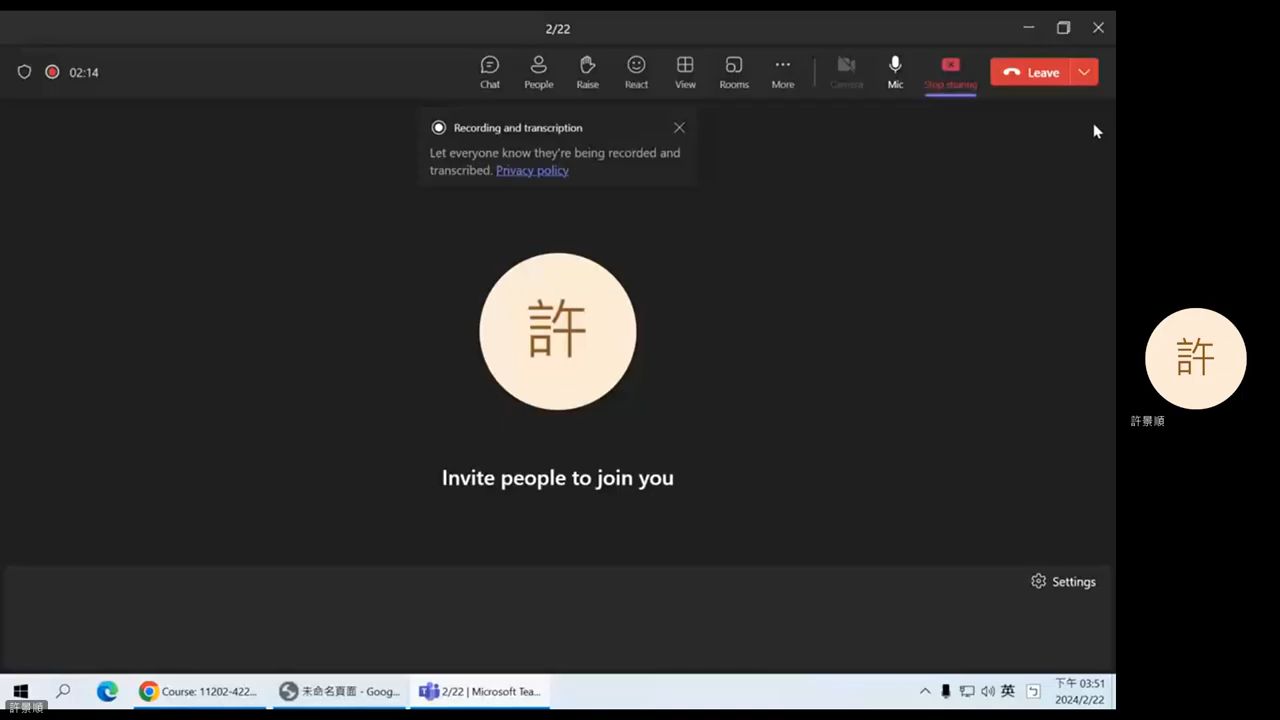 2/22
02:14
Chat
People
Raise
React
View
Rooms
More
Camera
Mic
Stop sharing
Leave
Recording and transcription
Let everyone know they're being recorded and
transcribed. Privacy policy
許
許
許景順
Invite people to join you
Settings
Course: 11202-422...
未命名頁面 - Goog...
2/22 | Microsoft Tea...
英
下午 03:51
2024/2/22
許景順